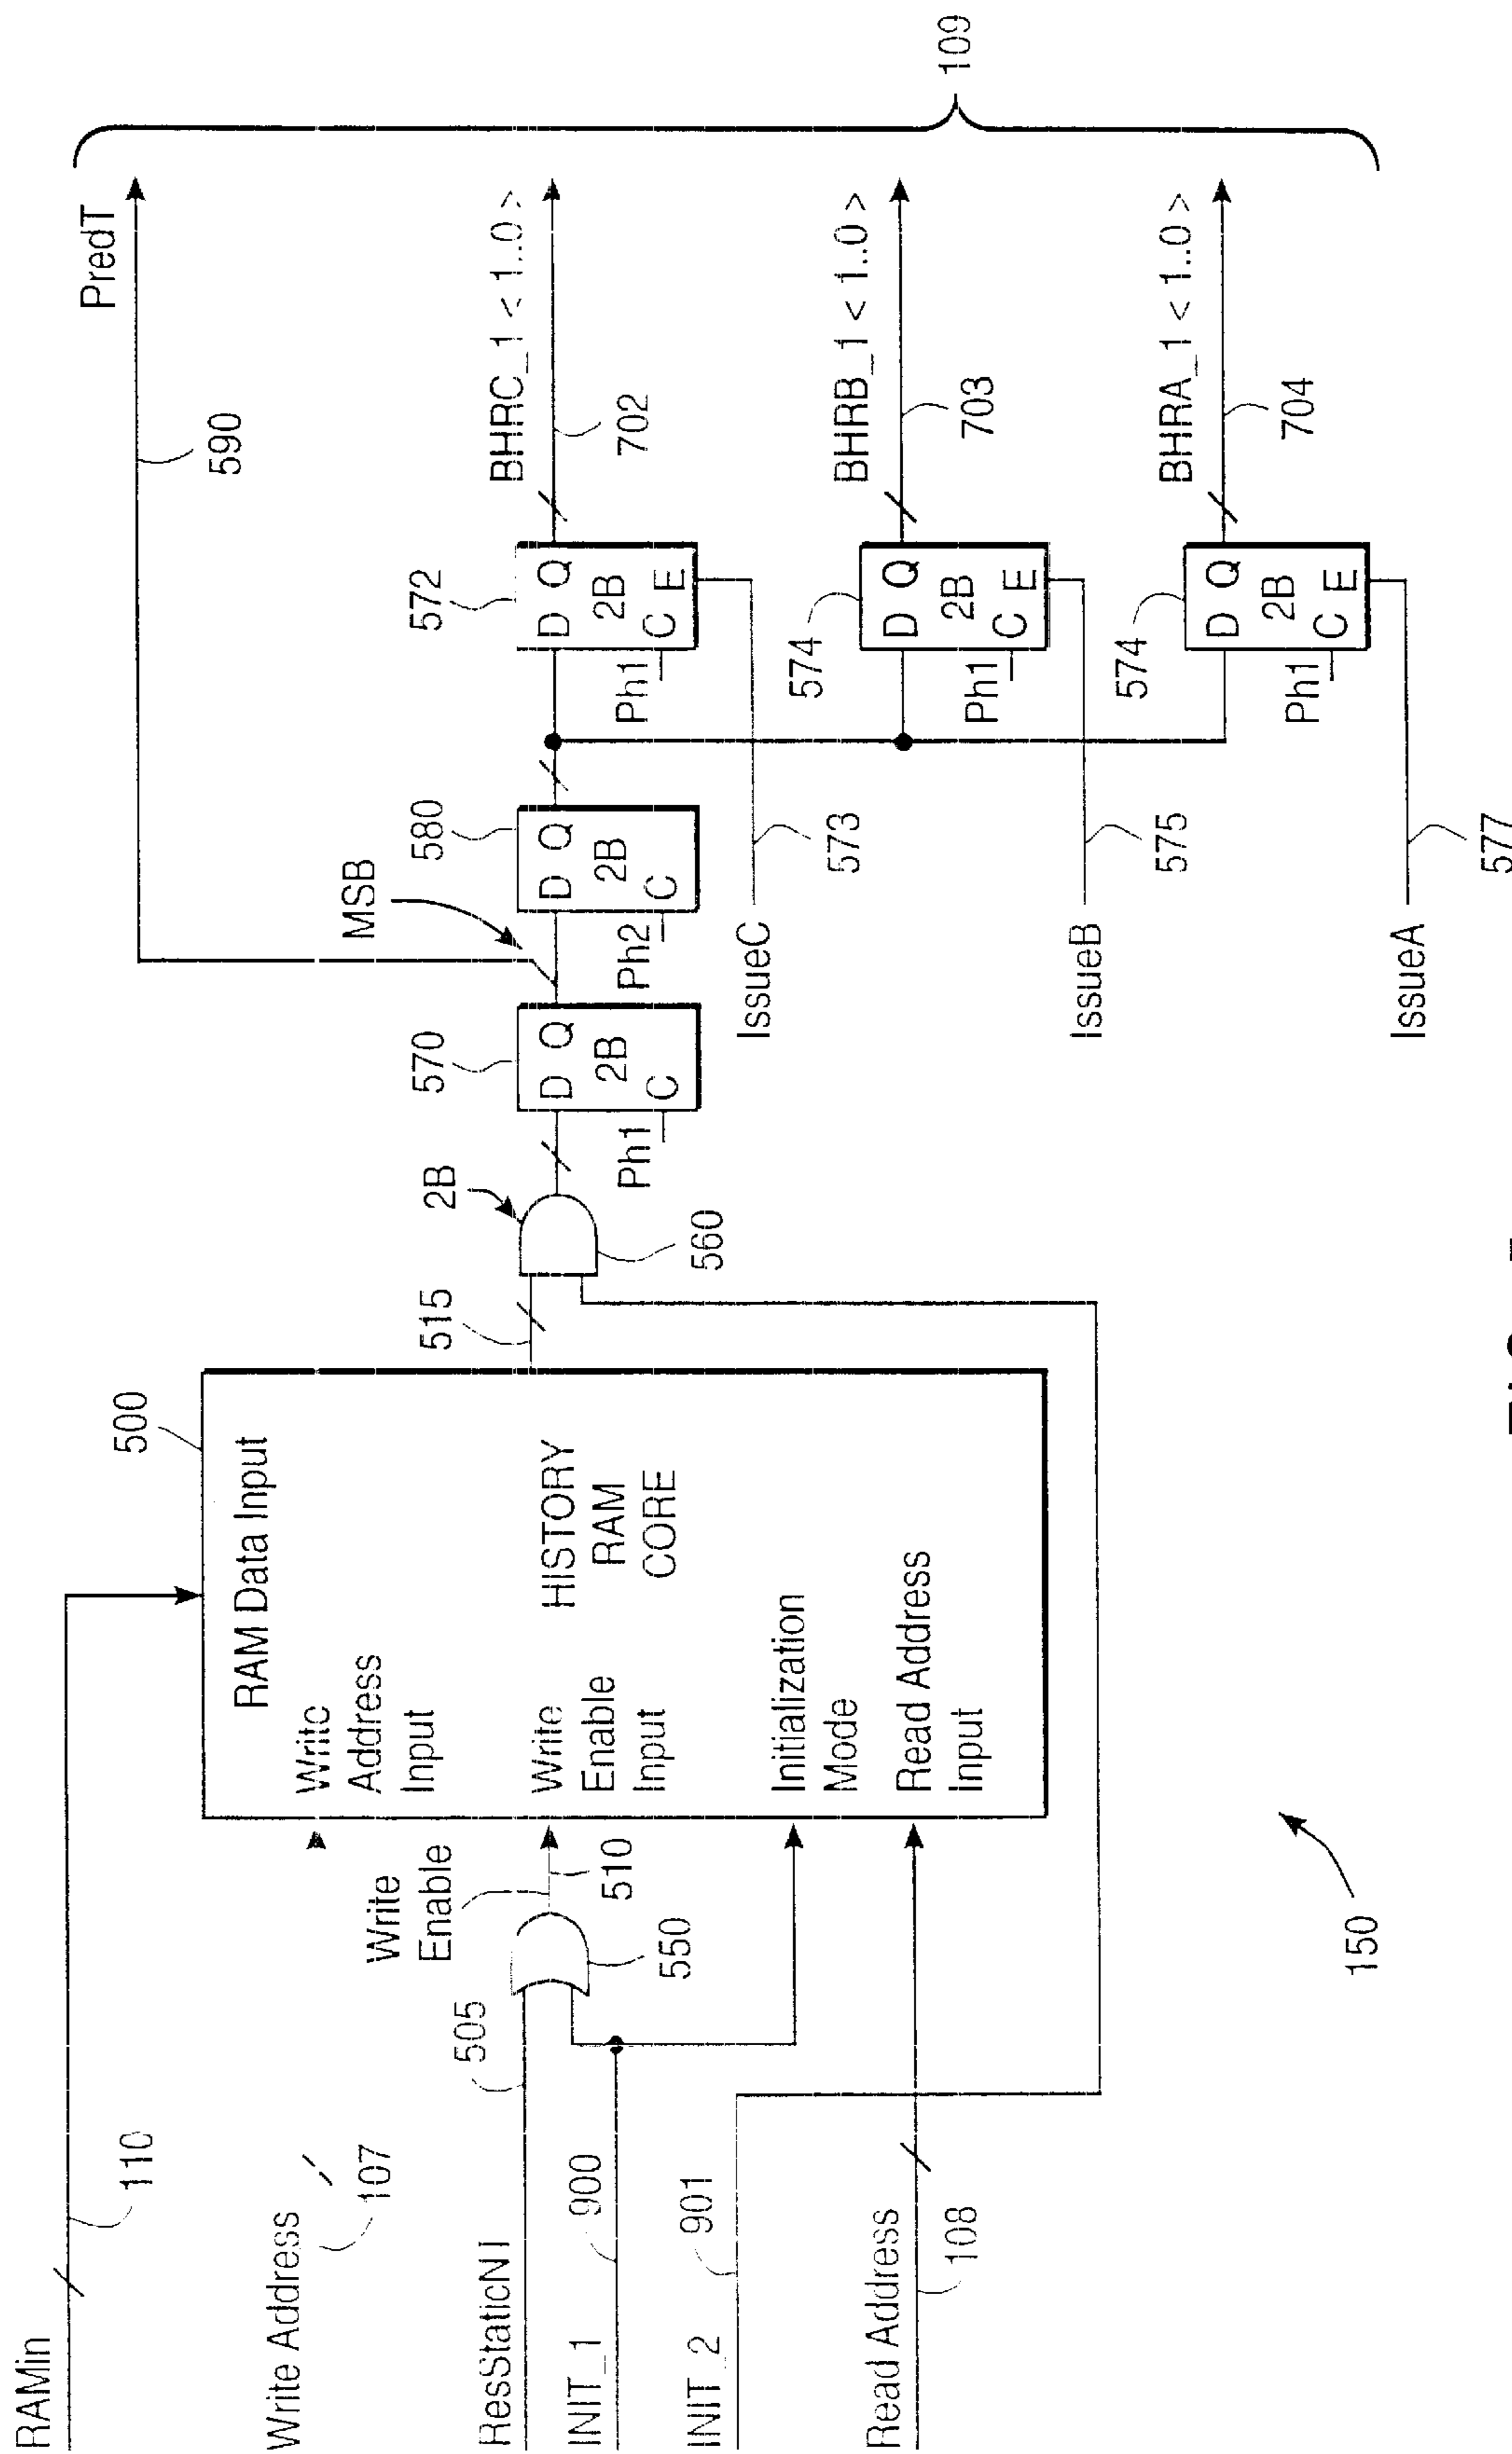 RAMin
110
Write Address
107
ResStaticNT
505
INIT_1
900
INIT_2
901
Read Address
108
Write
Enable
510
550
500
RAM Data Input
Write
Address
Input
Write
Enable
Input
HISTORY
RAM
CORE
Initialization
Mode
Read Address
Input
515
2B
560
570
D Q
2B
C
Ph1
MSB
580
D Q
2B
C
Ph2
PredT
590
572
D Q
2B
C E
Ph1
BHRC_1 < 1..0 >
702
IssueC
573
574
D Q
2B
C E
Ph1
BHRB_1 < 1..0 >
703
IssueB
575
574
D Q
2B
C E
Ph1
BHRA_1 < 1..0 >
704
IssueA
577
109
150